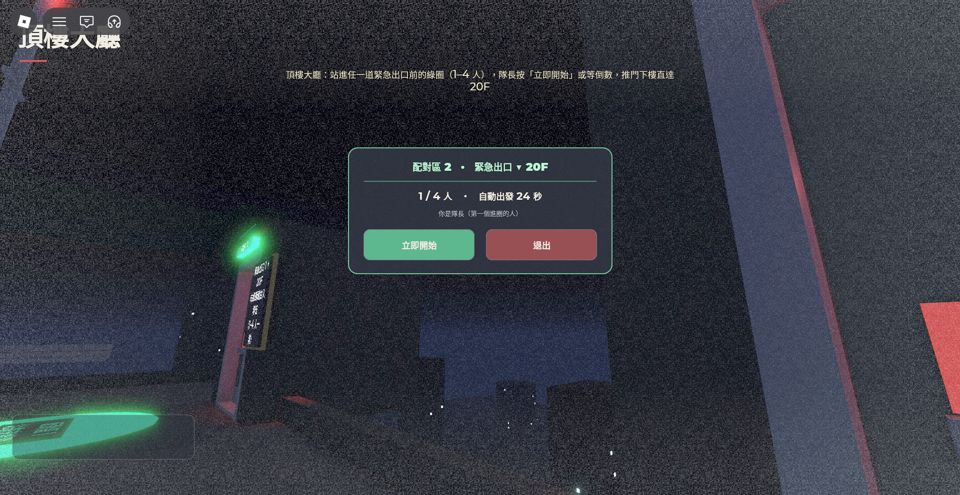 頂樓大廳
頂樓大廳：站進任一道緊急出口前的綠圈（1–4 人），隊長按「立即開始」或等倒數，推門下樓直達
20F
配對區 2 • 緊急出口 ▼ 20F
1 / 4 人 • 自動出發 24 秒
你是隊長（第一個進圈的人）
立即開始
退出
20F